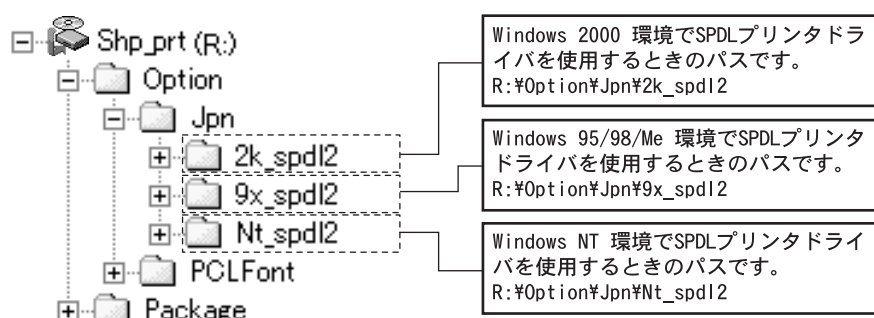 Shp_prt (R:)
Option
Jpn
2k_spdl2
9x_spdl2
Nt_spdl2
PCLFont
Package
Windows 2000 環境でSPDLプリンタドラ
イバを使用するときのパスです。
R:¥Option¥Jpn¥2k_spdl2
Windows 95/98/Me 環境でSPDLプリンタ
ドライバを使用するときのパスです。
R:¥Option¥Jpn¥9x_spdl2
Windows NT 環境でSPDLプリンタドライ
バを使用するときのパスです。
R:¥Option¥Jpn¥Nt_spdl2